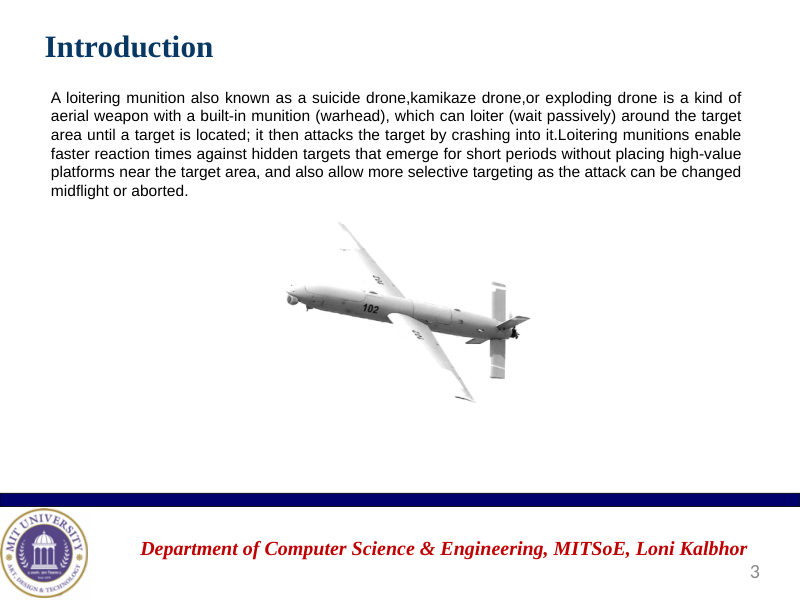 Introduction
A loitering munition also known as a suicide drone,kamikaze drone,or exploding drone is a kind of
aerial weapon with a built-in munition (warhead), which can loiter (wait passively) around the target
area until a target is located; it then attacks the target by crashing into it.Loitering munitions enable
faster reaction times against hidden targets that emerge for short periods without placing high-value
platforms near the target area, and also allow more selective targeting as the attack can be changed
midflight or aborted.
102
MIT UNIVERSITY
ART, DESIGN & TECHNOLOGY
Department of Computer Science & Engineering, MITSoE, Loni Kalbhor
3